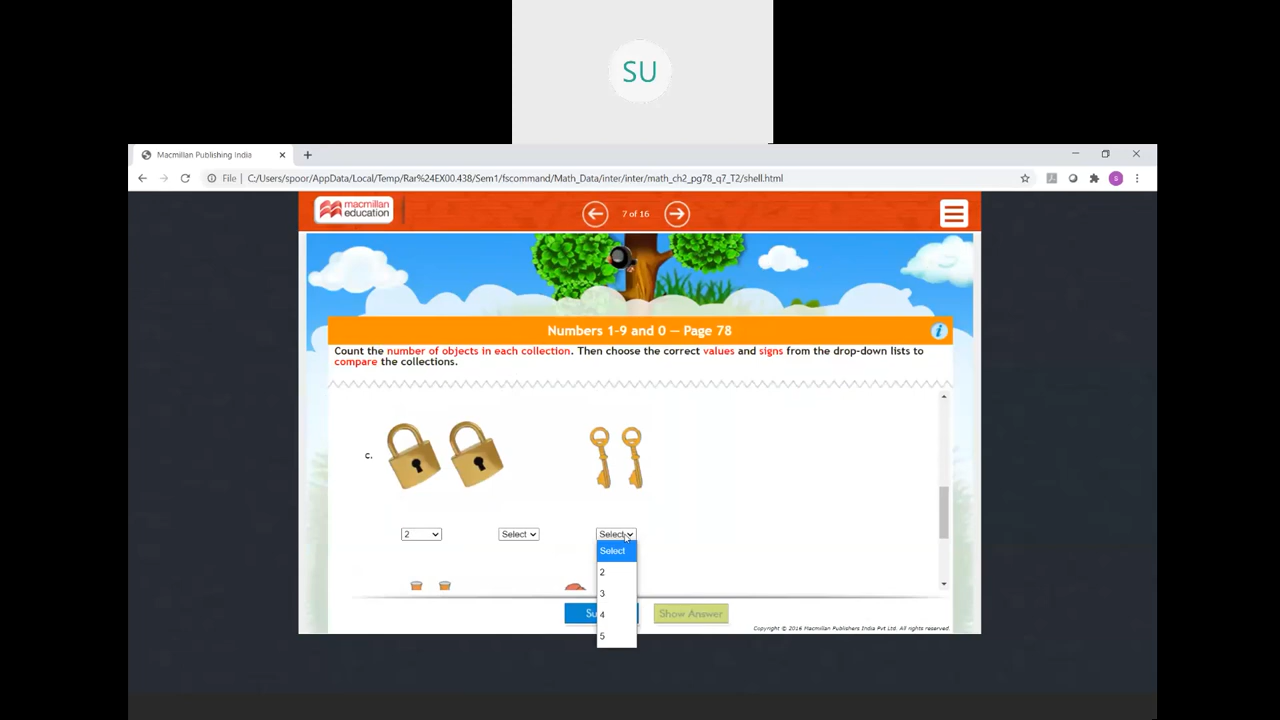 SU
Macmillan Publishing India
File | C:/Users/spoor/AppData/Local/Temp/Rar%24EX00.438/Sem1/fscommand/Math_Data/inter/inter/math_ch2_pg78_q7_T2/shell.html
S
macmillan
education
7 of 16
Numbers 1-9 and 0 — Page 78
i
Count the number of objects in each collection. Then choose the correct values and signs from the drop-down lists to
compare the collections.
c.
2
Select
Select
Select
2
3
4
5
Su
Show Answer
Copyright © 2016 Macmillan Publishers India Pvt Ltd. All rights reserved.